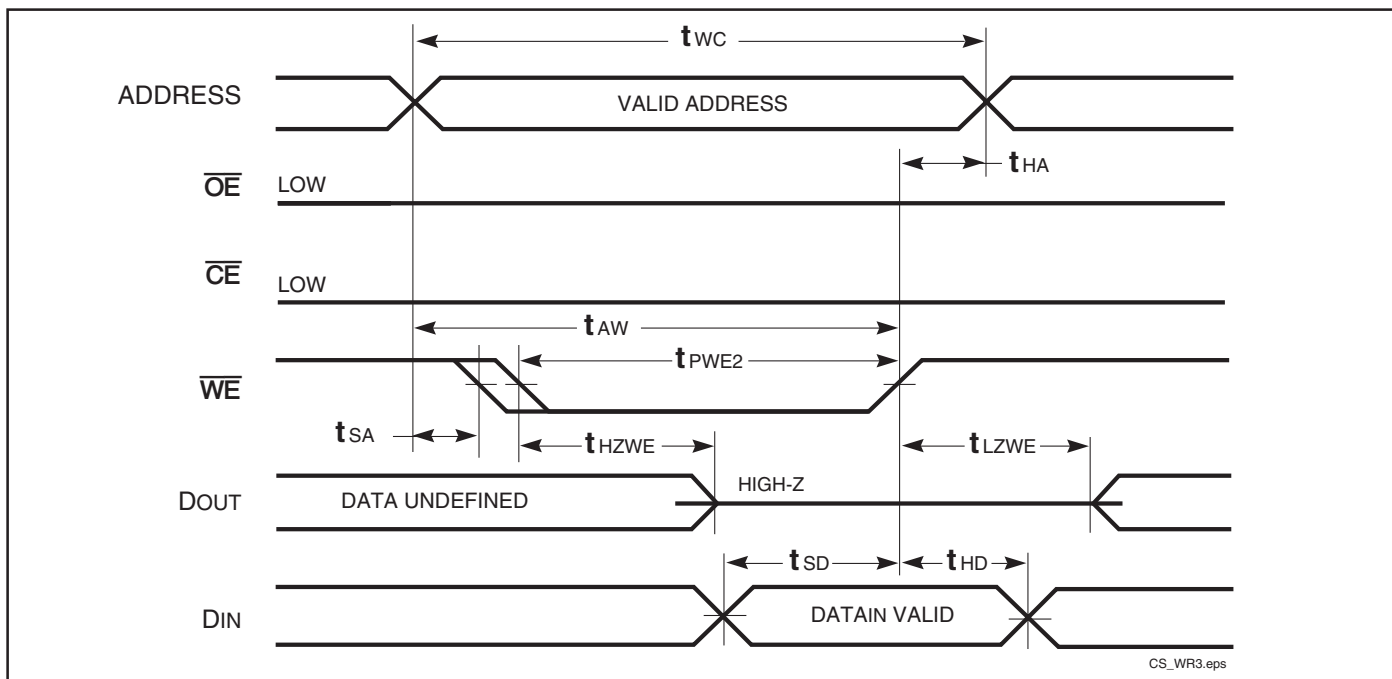 tWC
ADDRESS
VALID ADDRESS
tHA
OE
LOW
CE
LOW
tAW
tPWE2
WE
tSA
tHZWE
tLZWE
DOUT
DATA UNDEFINED
HIGH-Z
tSD
tHD
DIN
DATAIN VALID
CS_WR3.eps